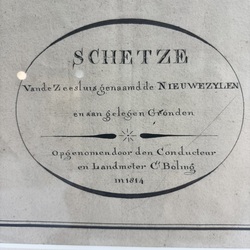 SCHETZE
Van de Zeesluis genaamd de NIEUWEZYLEN
en aan gelegen Gronden
Opgenomen door den Conducteur
en Landmeter C.l Boling
in 1814